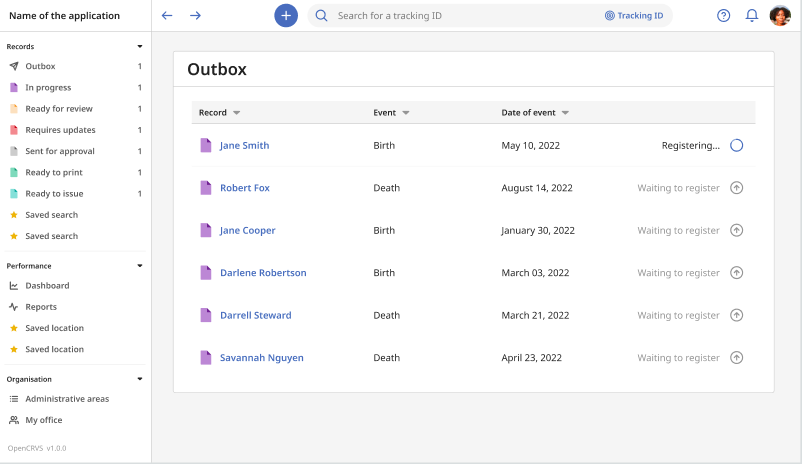 Name of the application
Search for a tracking ID
Tracking ID
Records
Outbox 1
In progress 1
Ready for review 1
Requires updates 1
Sent for approval 1
Ready to print 1
Ready to issue 1
Saved search
Saved search
Performance
Dashboard
Reports
Saved location
Saved location
Organisation
Administrative areas
My office
OpenCRVS v1.0.0
Outbox
Record Event Date of event
Jane Smith Birth May 10, 2022 Registering...
Robert Fox Death August 14, 2022 Waiting to register
Jane Cooper Birth January 30, 2022 Waiting to register
Darlene Robertson Birth March 03, 2022 Waiting to register
Darrell Steward Death March 21, 2022 Waiting to register
Savannah Nguyen Death April 23, 2022 Waiting to register